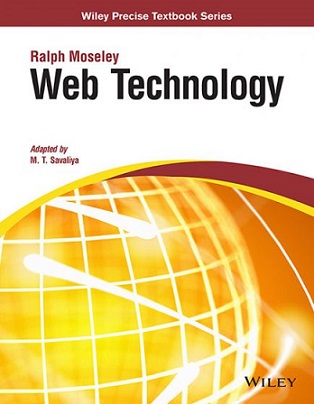 Wiley Precise Textbook Series
Ralph Moseley
Web Technology
Adapted by
M. T. Savaliya
WILEY